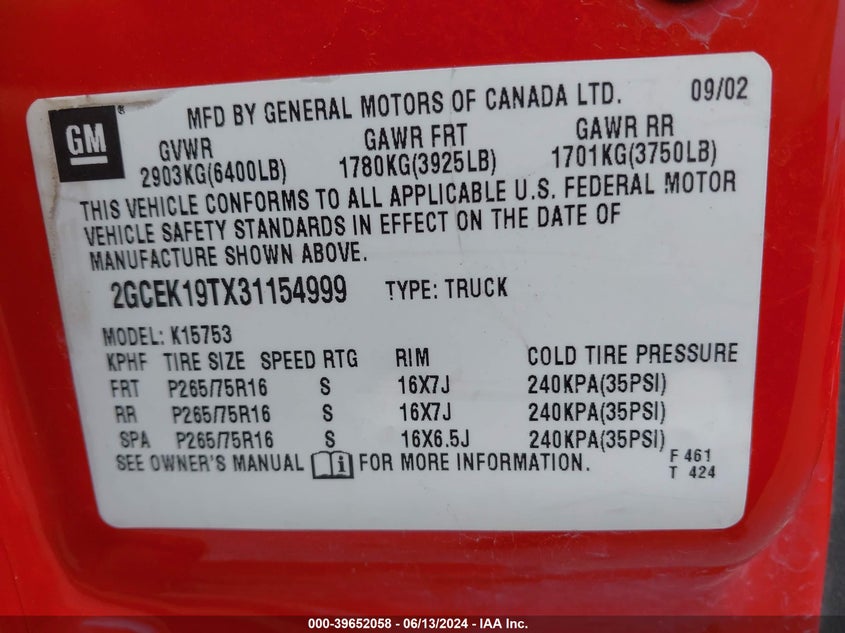 GM
®
MFD BY GENERAL MOTORS OF CANADA LTD. 09/02
GVWR GAWR FRT GAWR RR
2903KG(6400LB) 1780KG(3925LB) 1701KG(3750LB)
THIS VEHICLE CONFORMS TO ALL APPLICABLE U.S. FEDERAL MOTOR
VEHICLE SAFETY STANDARDS IN EFFECT ON THE DATE OF
MANUFACTURE SHOWN ABOVE.
2GCEK19TX31154999 TYPE: TRUCK
MODEL: K15753
KPHF TIRE SIZE SPEED RTG RIM COLD TIRE PRESSURE
FRT P265/75R16 S 16X7J 240KPA(35PSI)
RR P265/75R16 S 16X7J 240KPA(35PSI)
SPA P265/75R16 S 16X6.5J 240KPA(35PSI)
SEE OWNER'S MANUAL i FOR MORE INFORMATION. F 461
T 424
000-39652058 - 06/13/2024 - IAA Inc.